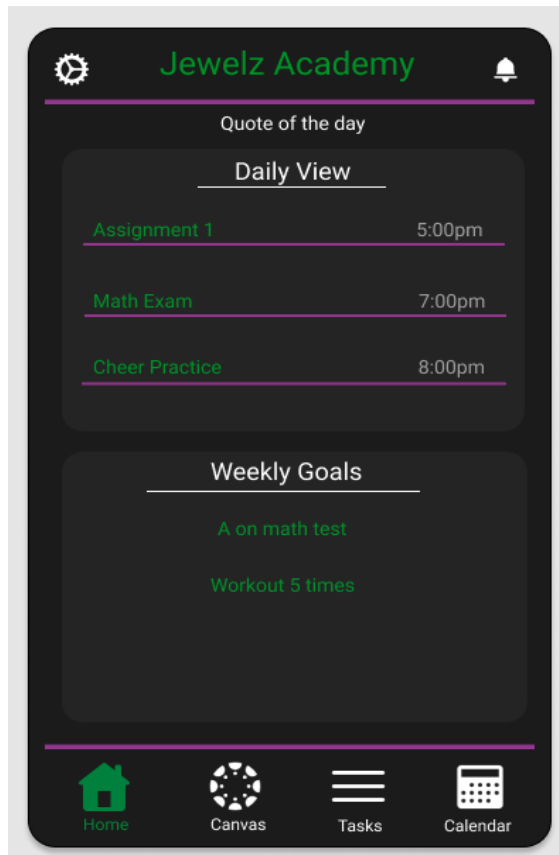 Jewelz Academy
Quote of the day
Daily View
Assignment 1 5:00pm
Math Exam 7:00pm
Cheer Practice 8:00pm
Weekly Goals
A on math test
Workout 5 times
Home Canvas Tasks Calendar